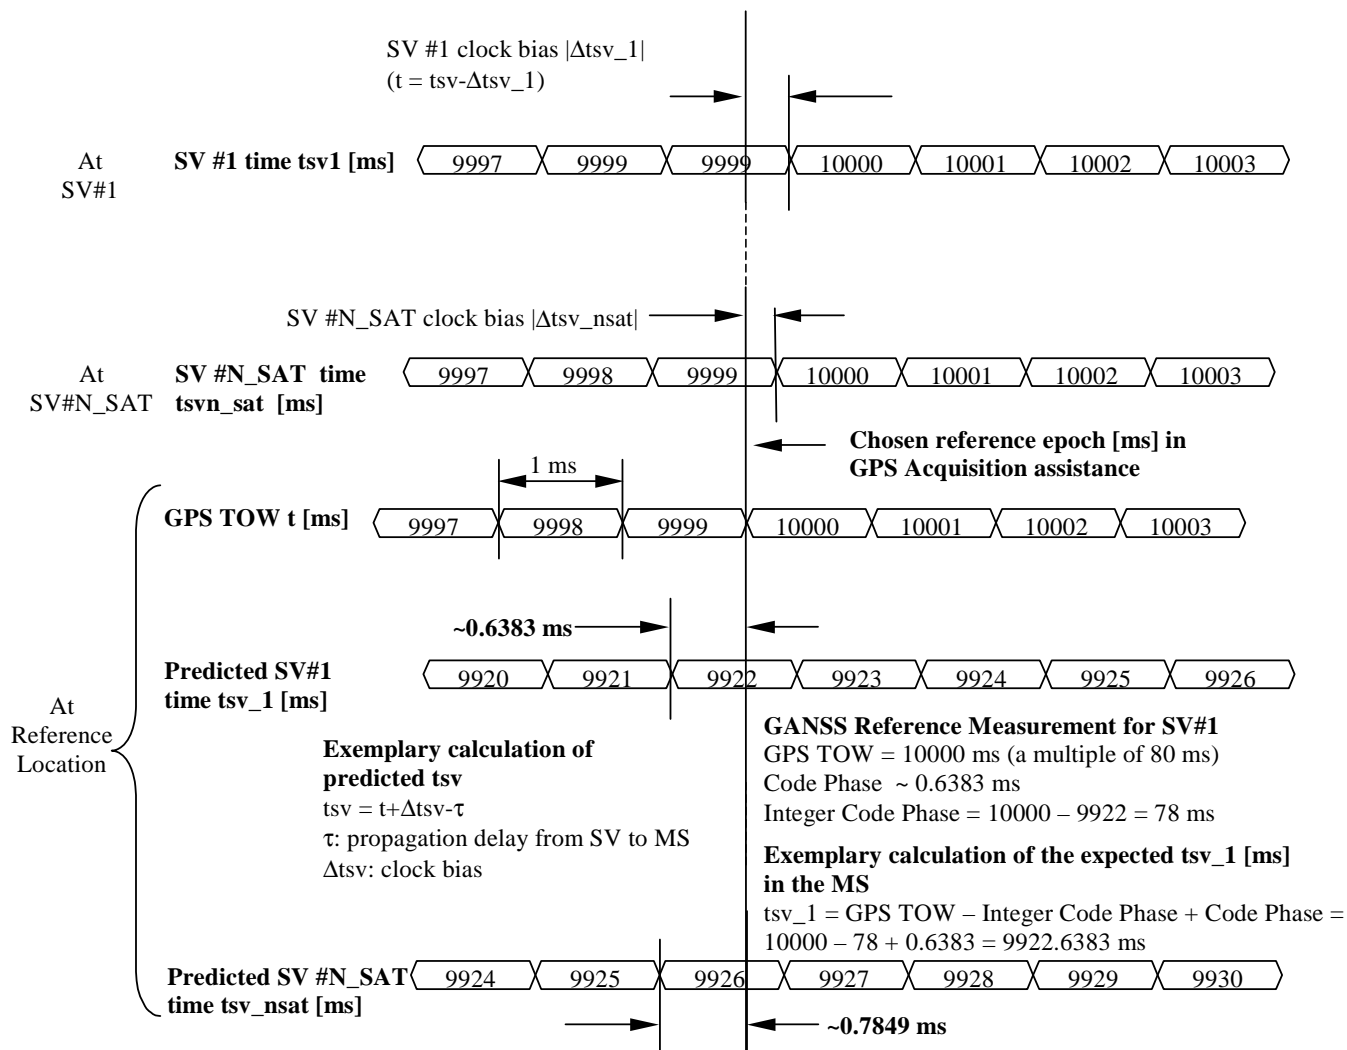 SV #1 clock bias |Δtsv_1|
(t = tsv-Δtsv_1)
At
SV#1
SV #1 time tsv1 [ms]
9997 9999 9999 10000 10001 10002 10003
SV #N_SAT clock bias |Δtsv_nsat|
At
SV#N_SAT
SV #N_SAT time
tsvn_sat [ms]
9997 9998 9999 10000 10001 10002 10003
Chosen reference epoch [ms] in
GPS Acquisition assistance
1 ms
GPS TOW t [ms]
9997 9998 9999 10000 10001 10002 10003
~0.6383 ms
Predicted SV#1
time tsv_1 [ms]
9920 9921 9922 9923 9924 9925 9926
At
Reference
Location
Exemplary calculation of
predicted tsv
tsv = t+Δtsv-τ
τ: propagation delay from SV to MS
Δtsv: clock bias
GANSS Reference Measurement for SV#1
GPS TOW = 10000 ms (a multiple of 80 ms)
Code Phase ~ 0.6383 ms
Integer Code Phase = 10000 – 9922 = 78 ms
Exemplary calculation of the expected tsv_1 [ms]
in the MS
tsv_1 = GPS TOW – Integer Code Phase + Code Phase =
10000 – 78 + 0.6383 = 9922.6383 ms
Predicted SV #N_SAT
time tsv_nsat [ms]
9924 9925 9926 9927 9928 9929 9930
~0.7849 ms